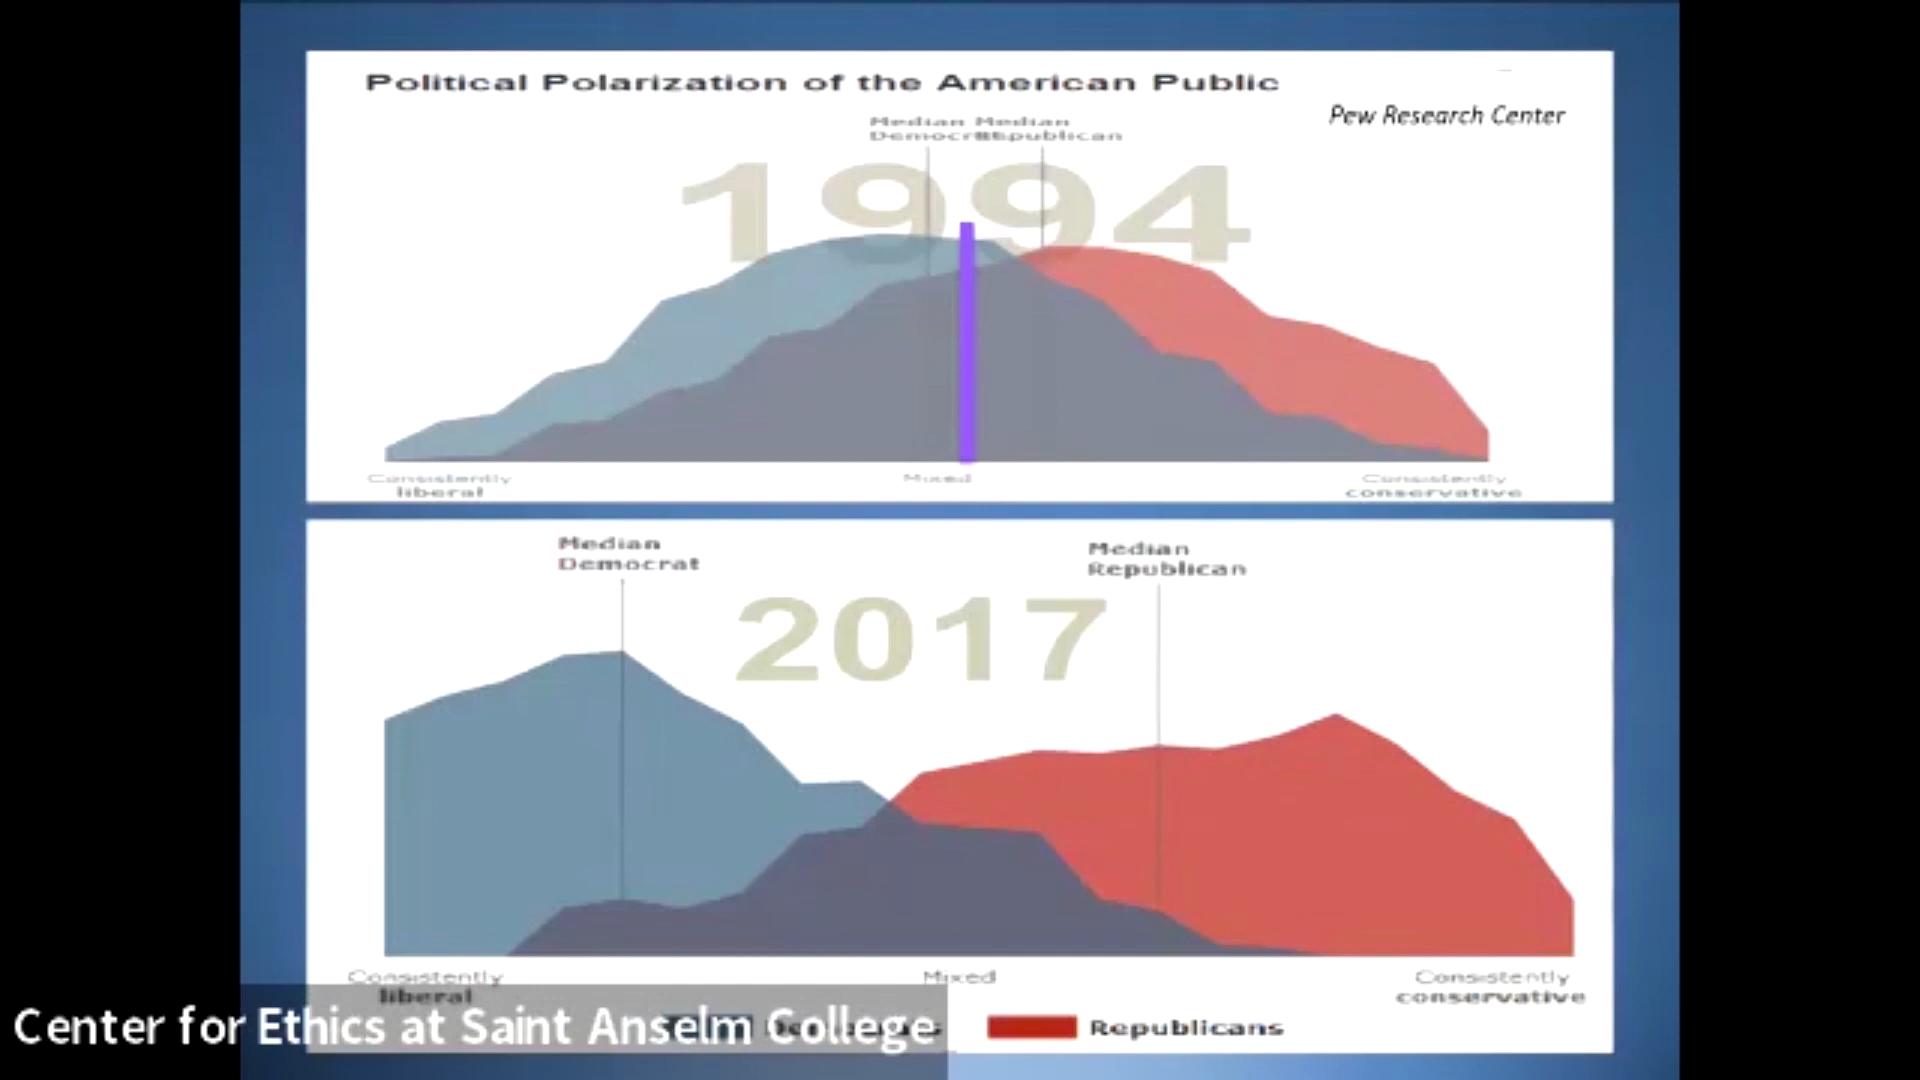 Political Polarization of the American Public
Pew Research Center
Median Median
Democrat Republican
1994
Consistently
liberal
Mixed
Consistently
conservative
Median
Democrat
Median
Republican
2017
Consistently
liberal
Mixed
Consistently
conservative
Republicans
Center for Ethics at Saint Anselm College